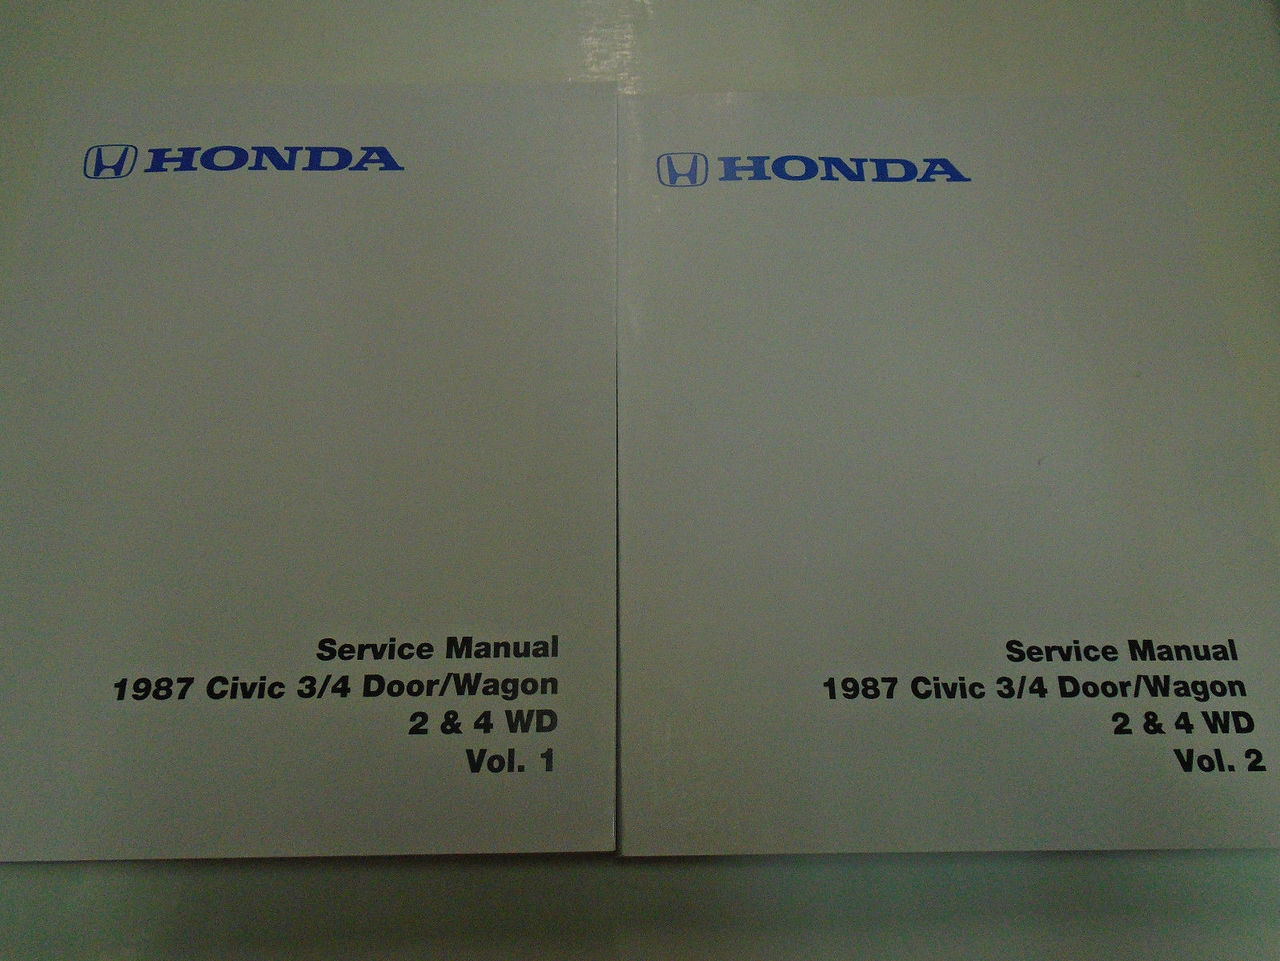 HONDA
Service Manual
1987 Civic 3/4 Door/Wagon
2 & 4 WD
Vol. 1
HONDA
Service Manual
1987 Civic 3/4 Door/Wagon
2 & 4 WD
Vol. 2